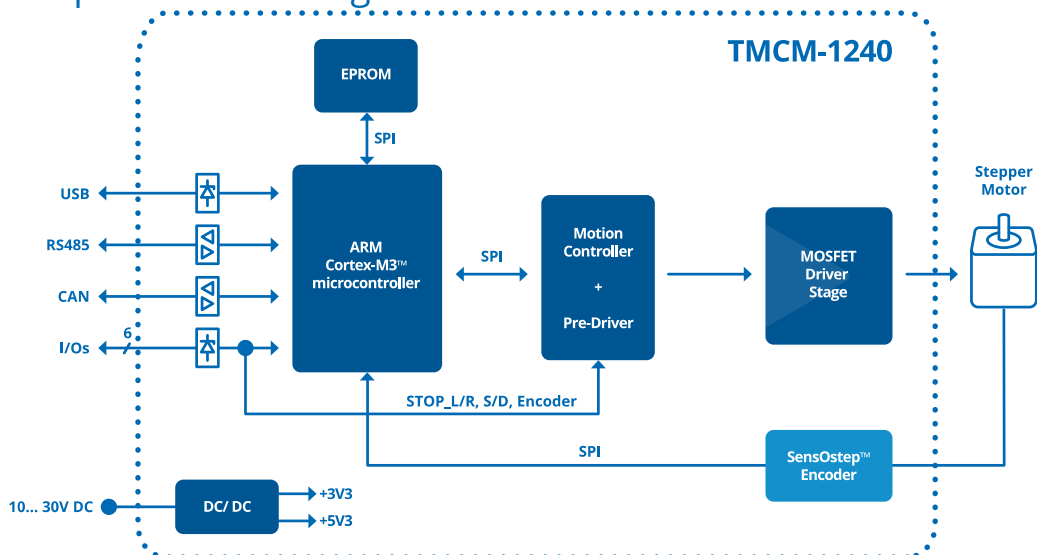 TMCM-1240
EPROM
SPI
USB
RS485
CAN
6
I/Os
ARM
Cortex-M3™
microcontroller
SPI
Motion
Controller
+
Pre-Driver
MOSFET
Driver
Stage
Stepper
Motor
STOP_L/R, S/D, Encoder
SPI
SensOstep™
Encoder
10... 30V DC
DC/ DC
+3V3
+5V3